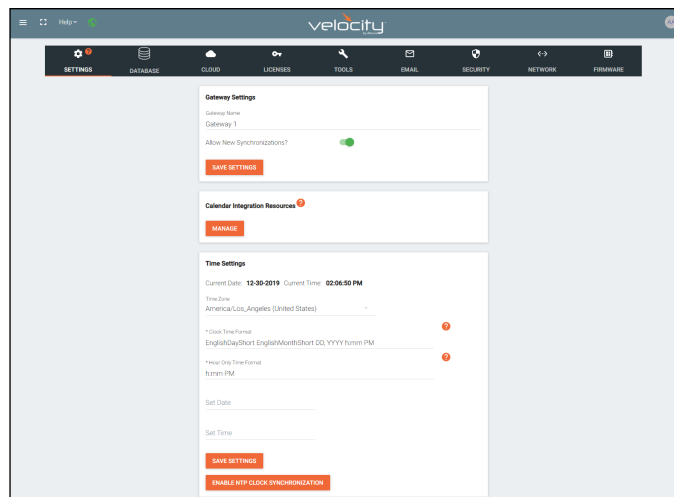 Help
velocity
SETTINGS DATABASE CLOUD LICENSES TOOLS EMAIL SECURITY NETWORK FIRMWARE
Gateway Settings
Gateway Name
Gateway 1
Allow New Synchronizations?
SAVE SETTINGS
Calendar Integration Resources ?
MANAGE
Time Settings
Current Date: 12-30-2019 Current Time: 02:06:50 PM
Time Zone
America/Los_Angeles (United States)
* Clock Time Format ?
EnglishDayShort EnglishMonthShort DD, YYYY h:mm PM
* Hour Only Time Format ?
h:mm PM
Set Date
Set Time
SAVE SETTINGS
ENABLE NTP CLOCK SYNCHRONIZATION